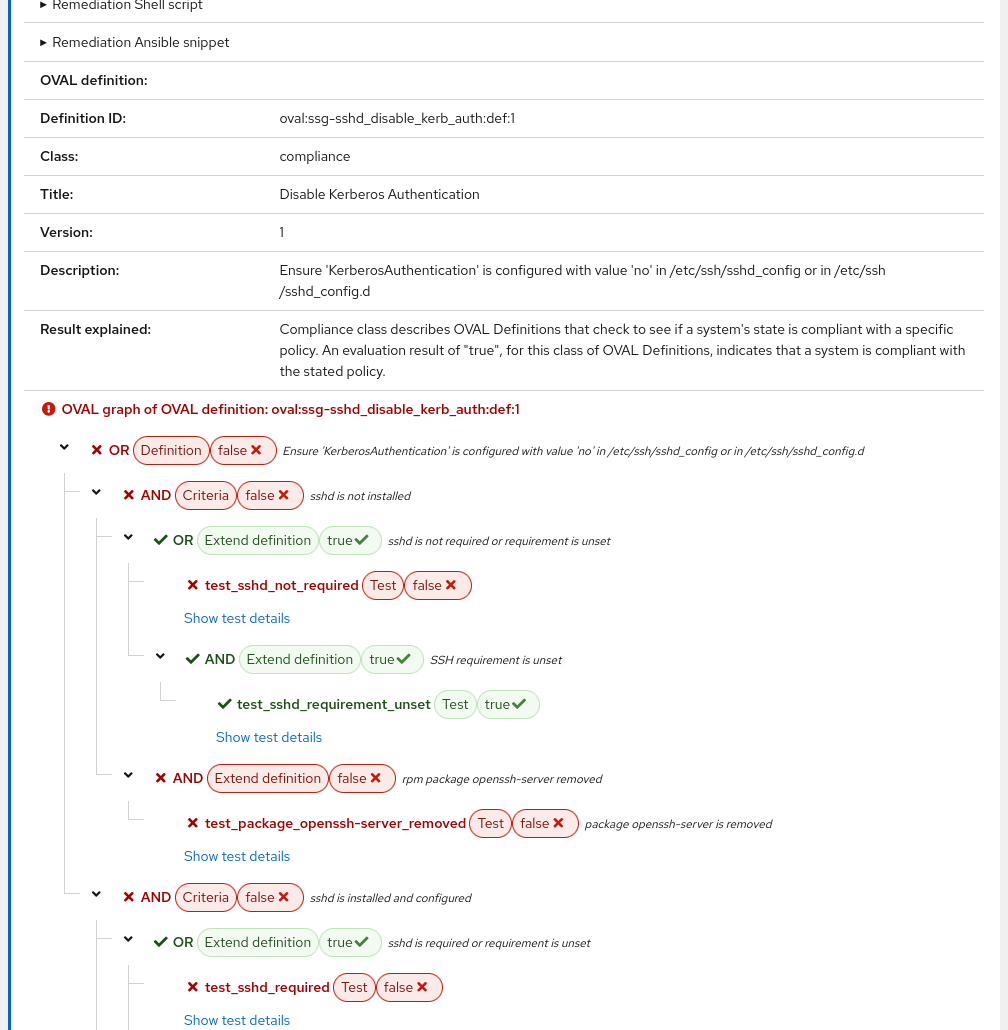 ▸ Remediation Shell script
▸ Remediation Ansible snippet
OVAL definition:
Definition ID: oval:ssg-sshd_disable_kerb_auth:def:1
Class: compliance
Title: Disable Kerberos Authentication
Version: 1
Description: Ensure 'KerberosAuthentication' is configured with value 'no' in /etc/ssh/sshd_config or in /etc/ssh
/sshd_config.d
Result explained: Compliance class describes OVAL Definitions that check to see if a system's state is compliant with a specific
policy. An evaluation result of "true", for this class of OVAL Definitions, indicates that a system is compliant with
the stated policy.
OVAL graph of OVAL definition: oval:ssg-sshd_disable_kerb_auth:def:1
OR Definition false Ensure 'KerberosAuthentication' is configured with value 'no' in /etc/ssh/sshd_config or in /etc/ssh/sshd_config.d
AND Criteria false sshd is not installed
OR Extend definition true sshd is not required or requirement is unset
test_sshd_not_required Test false
Show test details
AND Extend definition true SSH requirement is unset
test_sshd_requirement_unset Test true
Show test details
AND Extend definition false rpm package openssh-server removed
test_package_openssh-server_removed Test false package openssh-server is removed
Show test details
AND Criteria false sshd is installed and configured
OR Extend definition true sshd is required or requirement is unset
test_sshd_required Test false
Show test details